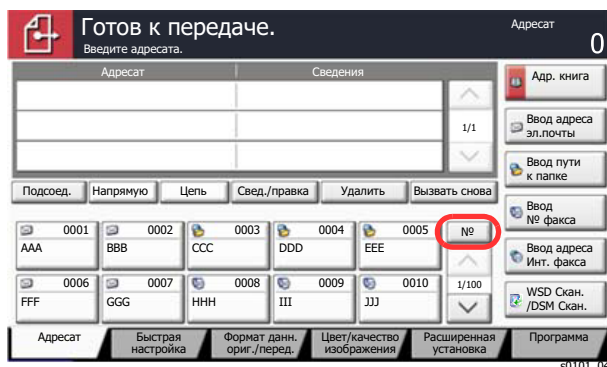 Готов к передаче.
Введите адресата.
Адресат
0
Адресат Сведения
1/1
Адр. книга
Ввод адреса
эл.почты
Ввод пути
к папке
Ввод
№ факса
Ввод адреса
Инт. факса
WSD Скан.
/DSM Скан.
Подсоед. Напрямую Цепь Свед./правка Удалить Вызвать снова
0001 0002 0003 0004 0005 №
AAA BBB CCC DDD EEE
0006 0007 0008 0009 0010 1/100
FFF GGG HHH III JJJ
Адресат Быстрая настройка Формат данн. ориг./перед. Цвет/качество изображения Расширенная установка Программа
s0101_06